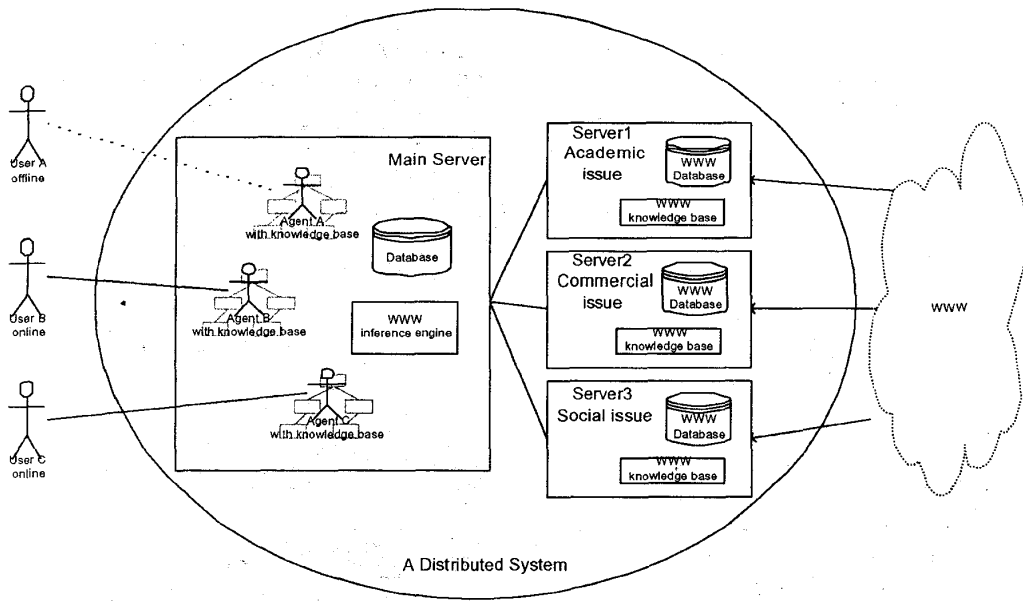 User A
offline
User B
online
User C
online
Main Server
Agent A
with knowledge base
Database
Agent B
with knowledge base
WWW
inference engine
Agent C
with knowledge base
Server1
Academic
issue
WWW
Database
WWW
knowledge base
Server2
Commercial
issue
WWW
Database
WWW
knowledge base
Server3
Social issue
WWW
Database
WWW
knowledge base
WWW
A Distributed System